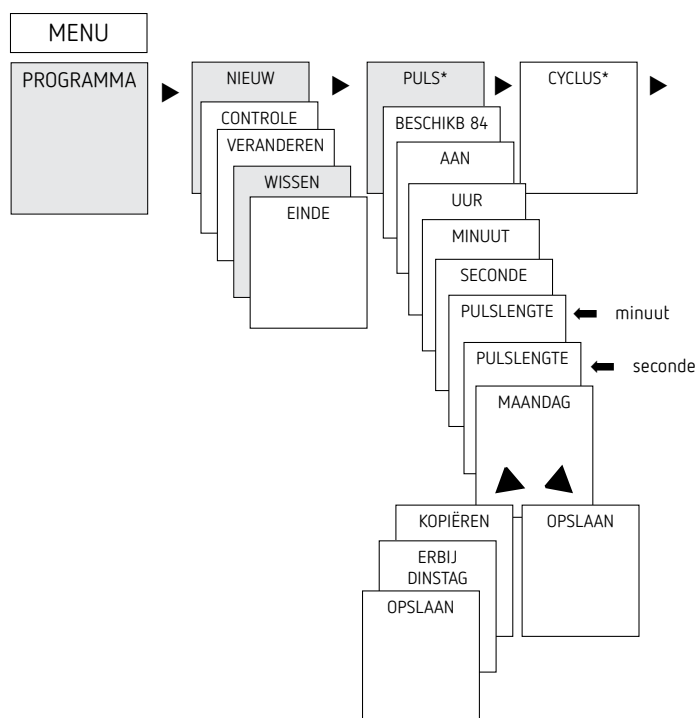 MENU
PROGRAMMA
NIEUW
CONTROLE
VERANDEREN
WISSEN
EINDE
PULS*
BESCHIKB 84
AAN
UUR
MINUUT
SECONDE
PULSLENGTE
minuut
PULSLENGTE
seconde
MAANDAG
KOPIËREN
ERBIJ
DINSTAG
OPSLAAN
OPSLAAN
CYCLUS*